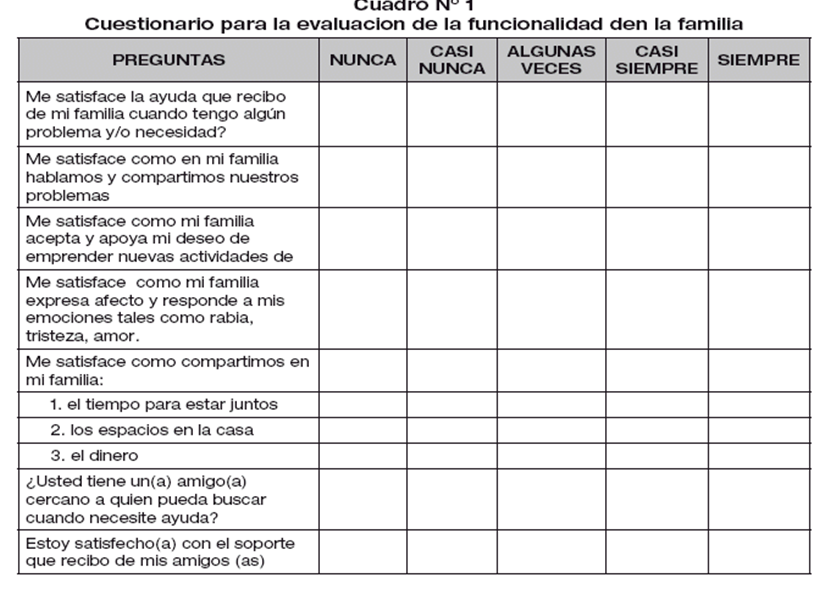 Cuadro Nº 1
Cuestionario para la evaluacion de la funcionalidad den la familia
PREGUNTAS NUNCA CASI NUNCA ALGUNAS VECES CASI SIEMPRE SIEMPRE
Me satisface la ayuda que recibo
de mi familia cuando tengo algún
problema y/o necesidad?
Me satisface como en mi familia
hablamos y compartimos nuestros
problemas
Me satisface como mi familia
acepta y apoya mi deseo de
emprender nuevas actividades de
Me satisface como mi familia
expresa afecto y responde a mis
emociones tales como rabia,
tristeza, amor.
Me satisface como compartimos en
mi familia:
1. el tiempo para estar juntos
2. los espacios en la casa
3. el dinero
¿Usted tiene un(a) amigo(a)
cercano a quien pueda buscar
cuando necesite ayuda?
Estoy satisfecho(a) con el soporte
que recibo de mis amigos (as)